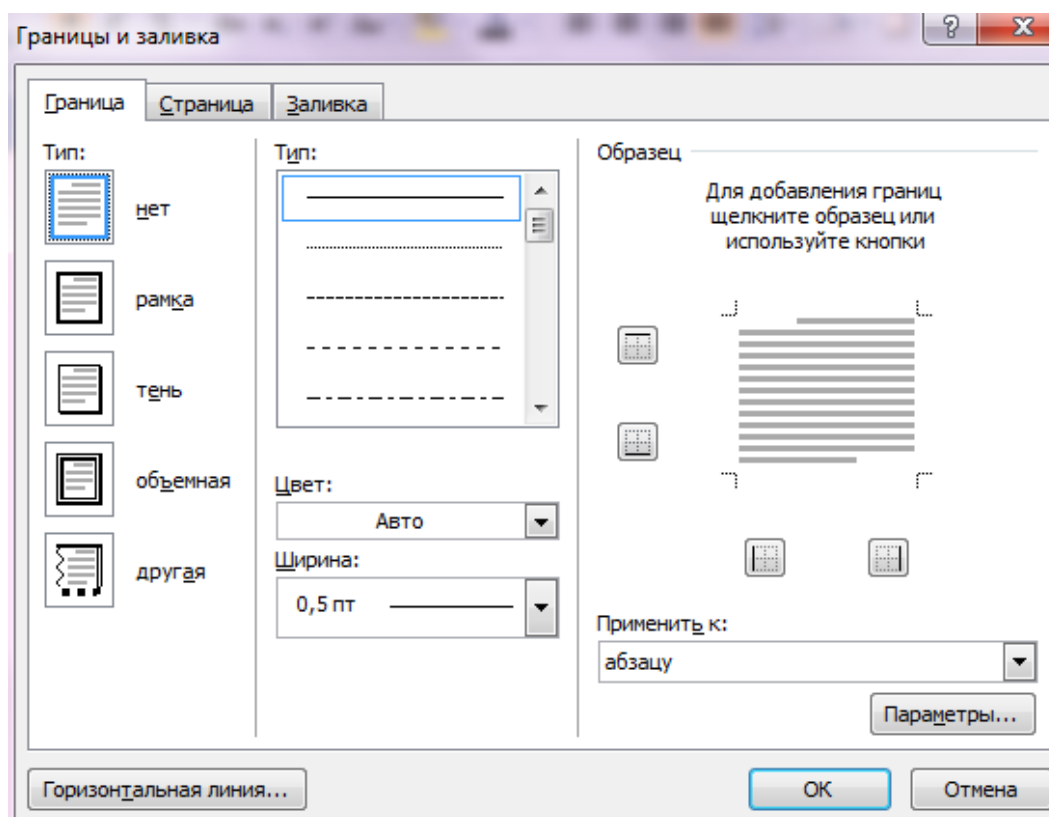 Границы и заливка
Граница
Страница
Заливка
Тип:
нет
рамка
тень
объемная
другая
Тип:
Цвет:
Авто
Ширина:
0,5 пт
Образец
Для добавления границ
щелкните образец или
используйте кнопки
Применить к:
абзацу
Параметры...
Горизонтальная линия...
ОК
Отмена